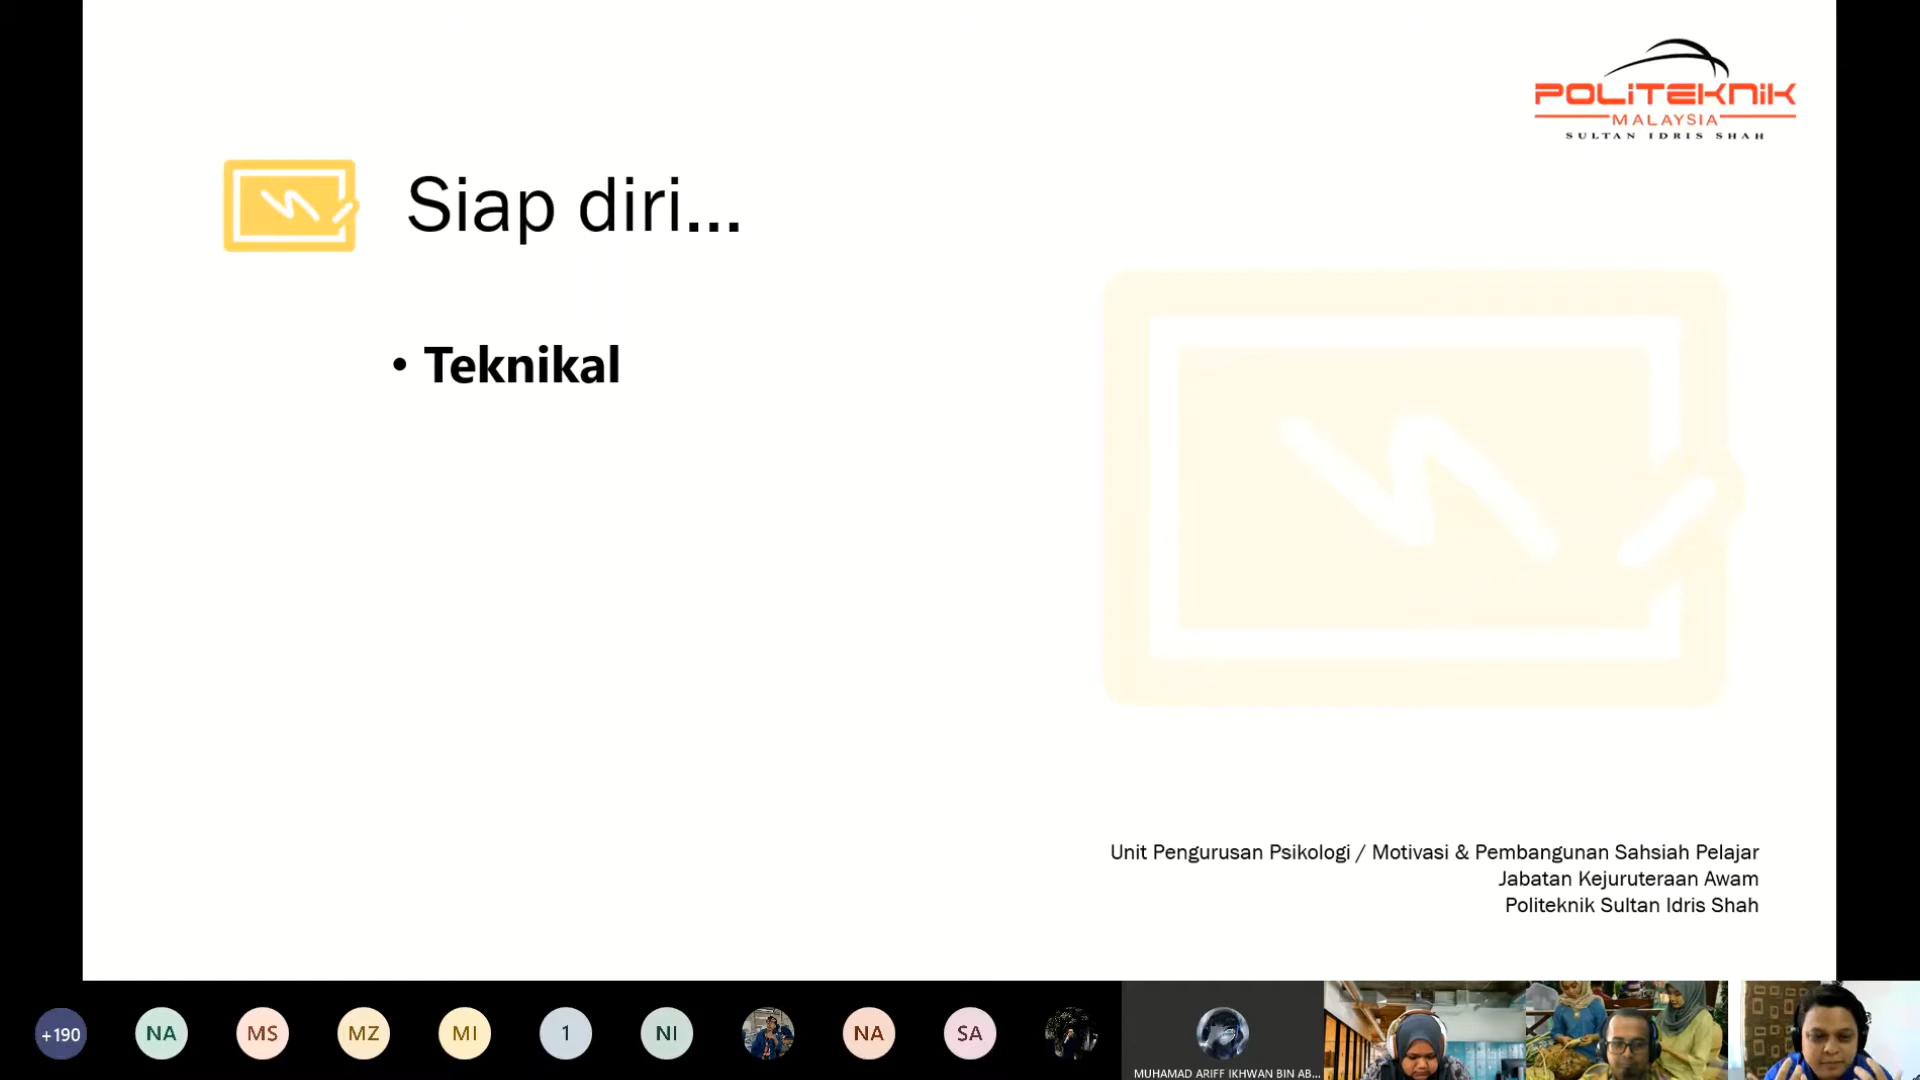 POLITEKNIK
MALAYSIA
SULTAN IDRIS SHAH
Siap diri...
• Teknikal
Unit Pengurusan Psikologi / Motivasi & Pembangunan Sahsiah Pelajar
Jabatan Kejuruteraan Awam
Politeknik Sultan Idris Shah
+190
NA
MS
MZ
MI
1
NI
NA
SA
MUHAMAD ARIFF IKHWAN BIN AB...